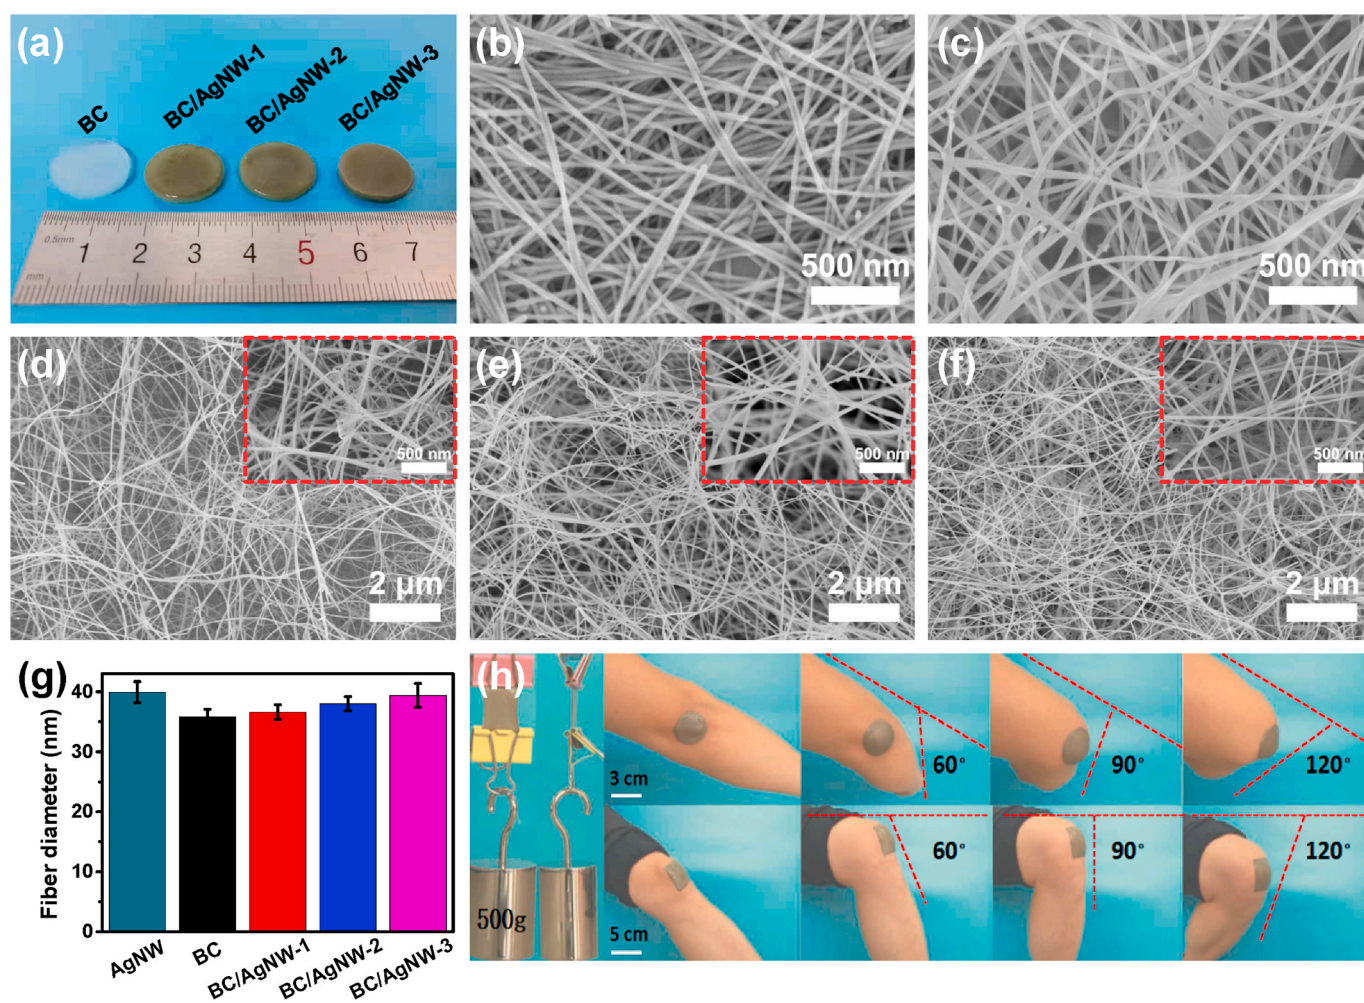 (a)
BC
BC/AgNW-1
BC/AgNW-2
BC/AgNW-3
0.5mm
1 2 3 4 5 6 7
mm
(b)
500 nm
(c)
500 nm
(d)
500 nm
2 μm
(e)
500 nm
2 μm
(f)
500 nm
2 μm
(g)
Fiber diameter (nm)
40
30
20
10
0
AgNW
BC
BC/AgNW-1
BC/AgNW-2
BC/AgNW-3
(h)
500g
3 cm
60°
90°
120°
5 cm
60°
90°
120°